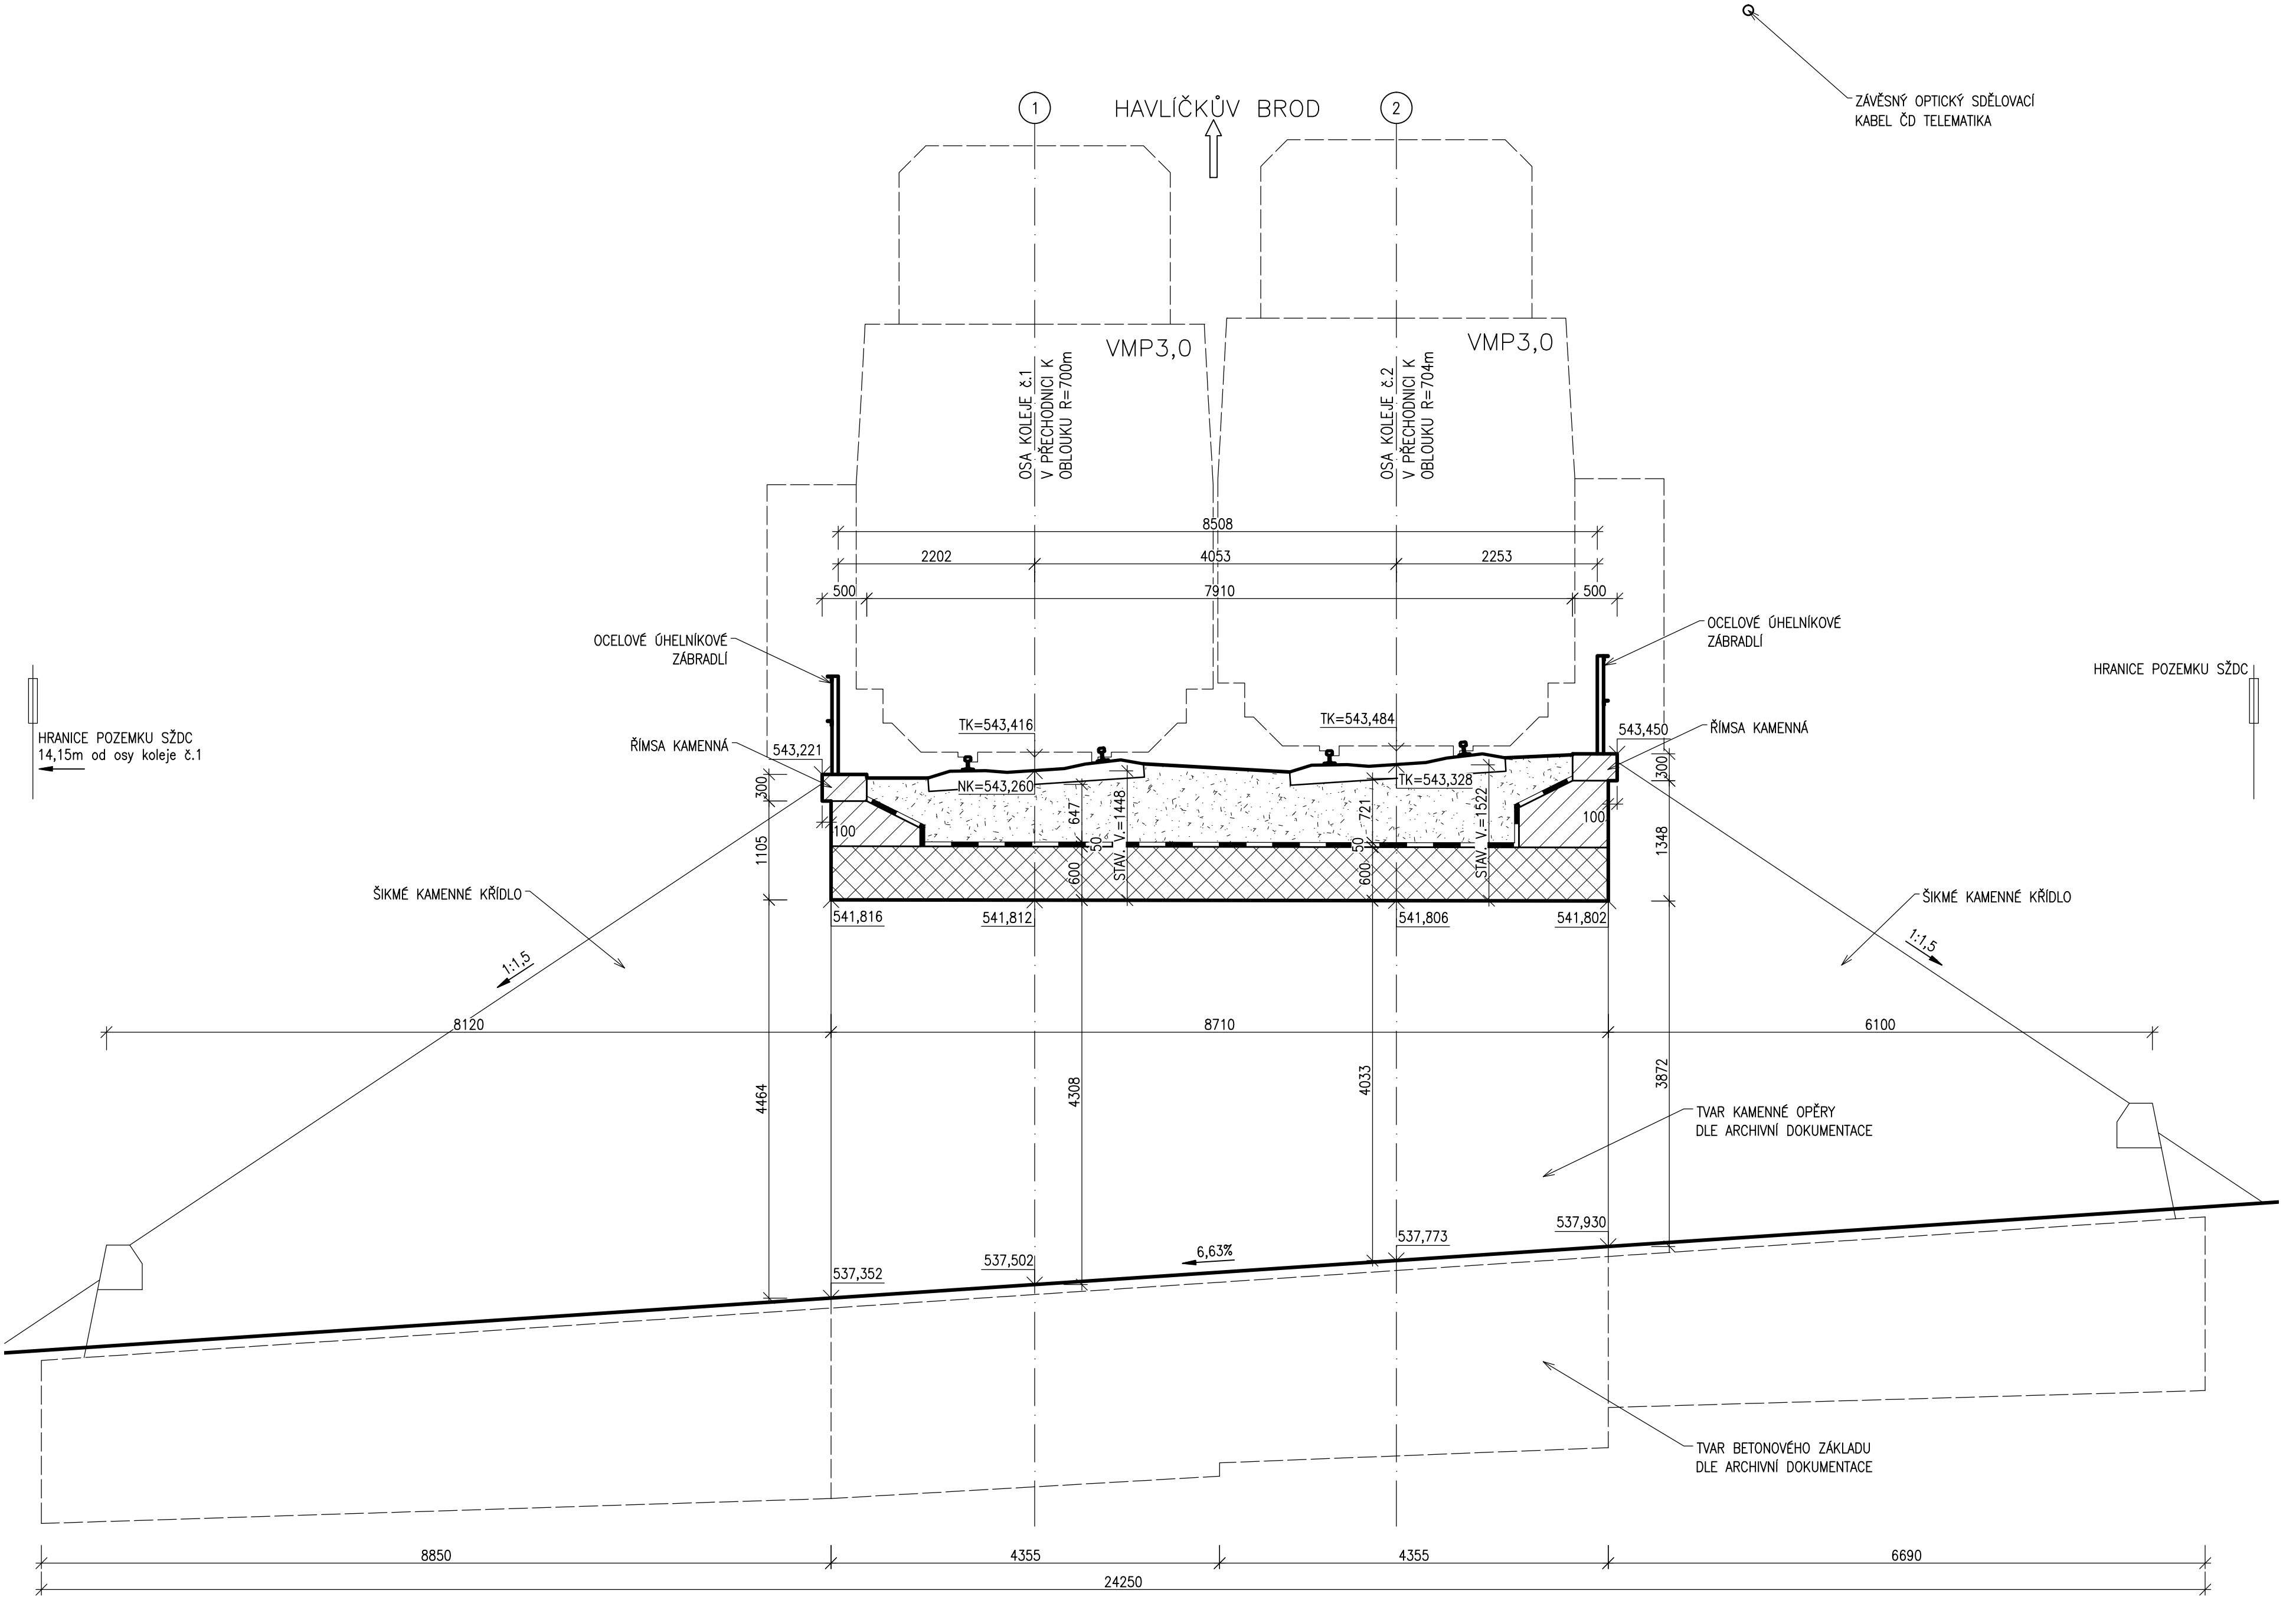 ZÁVĚSNÝ OPTICKÝ SDĚLOVACÍ
KABEL ČD TELEMATIKA
1
HAVLÍČKŮV BROD
2
VMP3,0
VMP3,0
OSA KOLEJE č.1
V PŘECHODNICI K
OBLOUKU R=700m
OSA KOLEJE č.2
V PŘECHODNICI K
OBLOUKU R=704m
8508
2202
4053
2253
500
7910
500
OCELOVÉ ÚHELNÍKOVÉ
ZÁBRADLÍ
OCELOVÉ ÚHELNÍKOVÉ
ZÁBRADLÍ
HRANICE POZEMKU SŽDC
14,15m od osy koleje č.1
HRANICE POZEMKU SŽDC
ŘÍMSA KAMENNÁ
543,221
TK=543,416
TK=543,484
543,450
ŘÍMSA KAMENNÁ
NK=543,260
TK=543,328
300
1105
100
647
50
600
STAV. V.=1448
721
50
600
STAV. V.=1522
100
300
1348
541,816
541,812
541,806
541,802
ŠIKMÉ KAMENNÉ KŘÍDLO
ŠIKMÉ KAMENNÉ KŘÍDLO
1:1,5
1:1,5
8120
8710
6100
4464
4308
4033
3872
TVAR KAMENNÉ OPĚRY
DLE ARCHIVNÍ DOKUMENTACE
537,352
537,502
6,63%
537,773
537,930
TVAR BETONOVÉHO ZÁKLADU
DLE ARCHIVNÍ DOKUMENTACE
8850
4355
4355
6690
24250